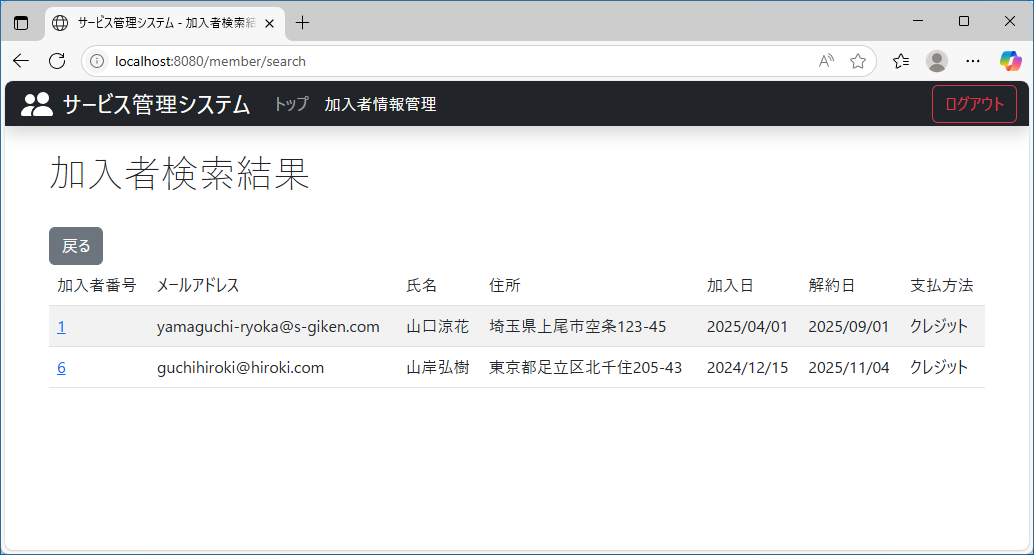 サービス管理システム - 加入者検索結
localhost:8080/member/search
サービス管理システム トップ 加入者情報管理 ログアウト
加入者検索結果
戻る
加入者番号 メールアドレス 氏名 住所 加入日 解約日 支払方法
1 yamaguchi-ryoka@s-giken.com 山口涼花 埼玉県上尾市空条123-45 2025/04/01 2025/09/01 クレジット
6 guchihiroki@hiroki.com 山岸弘樹 東京都足立区北千住205-43 2024/12/15 2025/11/04 クレジット